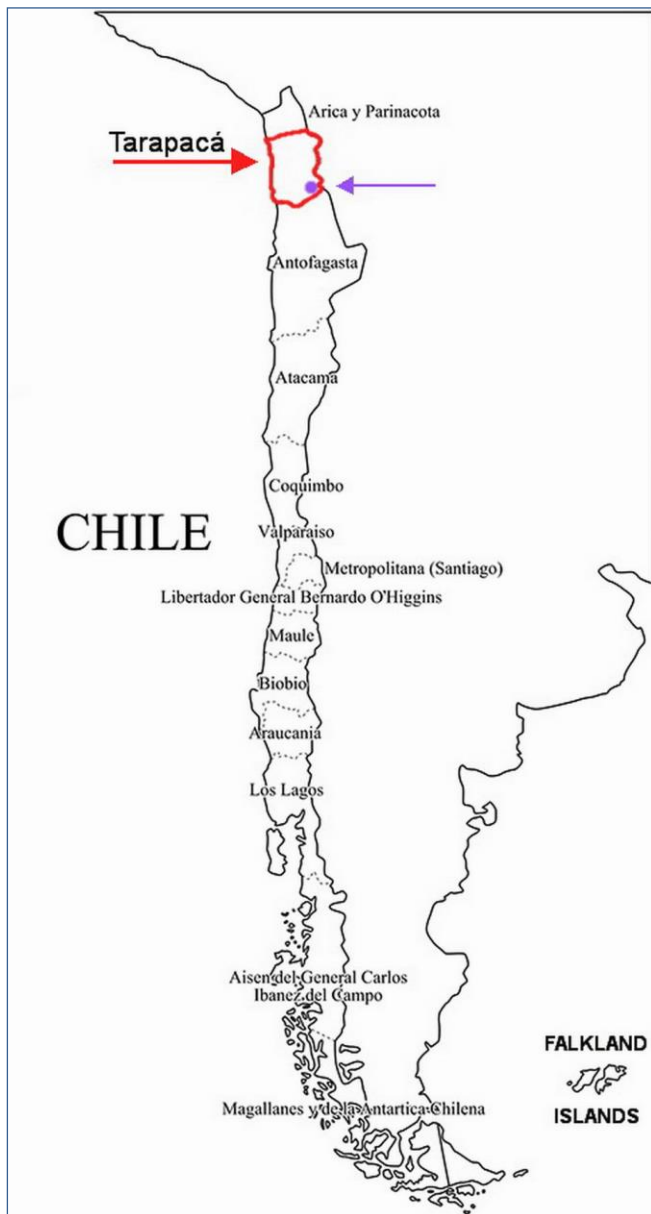 Arica y Parinacota
Tarapacá
Antofagasta
Atacama
Coquimbo
CHILE
Valparaiso
Metropolitana (Santiago)
Libertador General Bernardo O'Higgins
Maule
Biobio
Araucania
Los Lagos
Aisen del General Carlos
Ibanez del Campo
FALKLAND
ISLANDS
Magallanes y de la Antartica Chilena